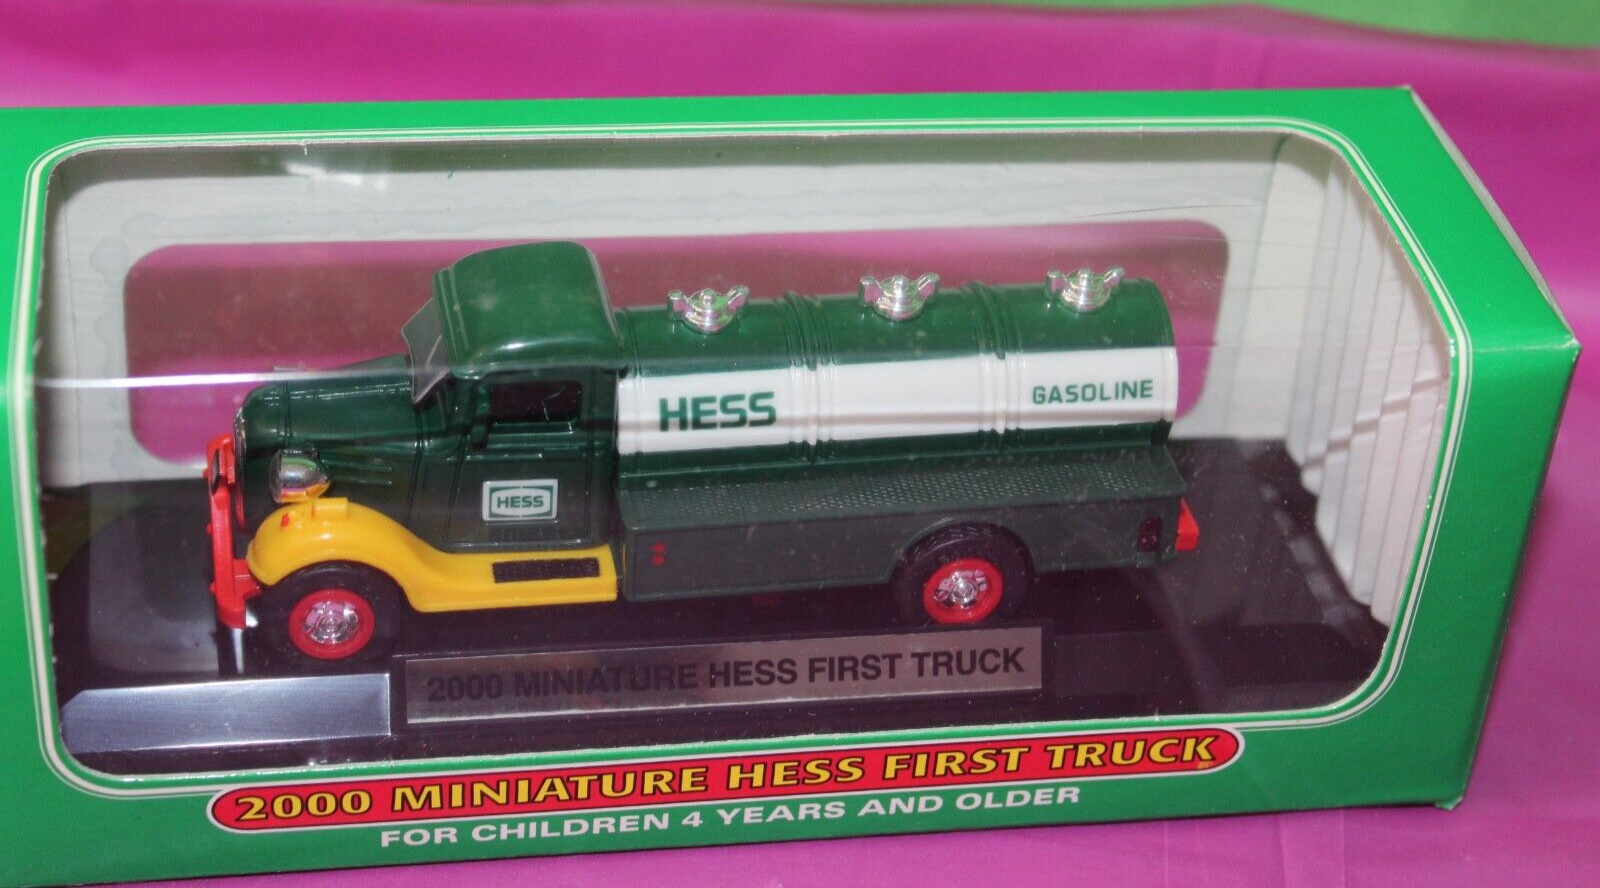 HESS
GASOLINE
HESS
2000 MINIATURE HESS FIRST TRUCK
2000 MINIATURE HESS FIRST TRUCK
FOR CHILDREN 4 YEARS AND OLDER